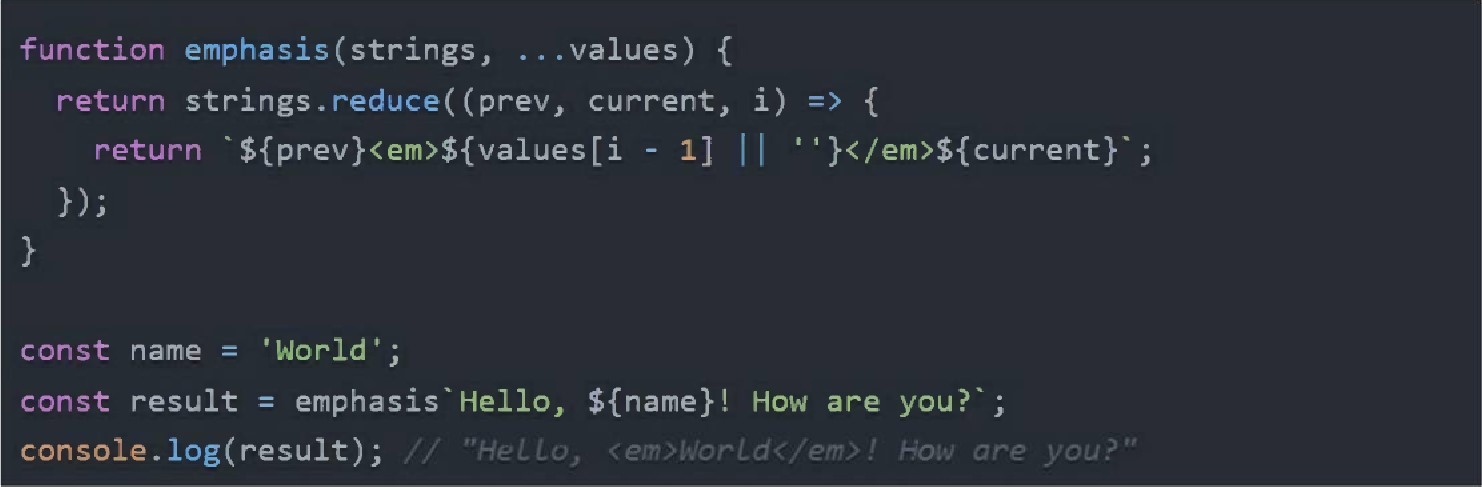 function emphasis(strings, ...values) {
  return strings.reduce((prev, current, i) => {
    return `${prev}<em>${values[i - 1] || ''}</em>${current}`;
  });
}

const name = 'World';
const result = emphasis`Hello, ${name}! How are you?`;
console.log(result); // "Hello, <em>World</em>! How are you?"